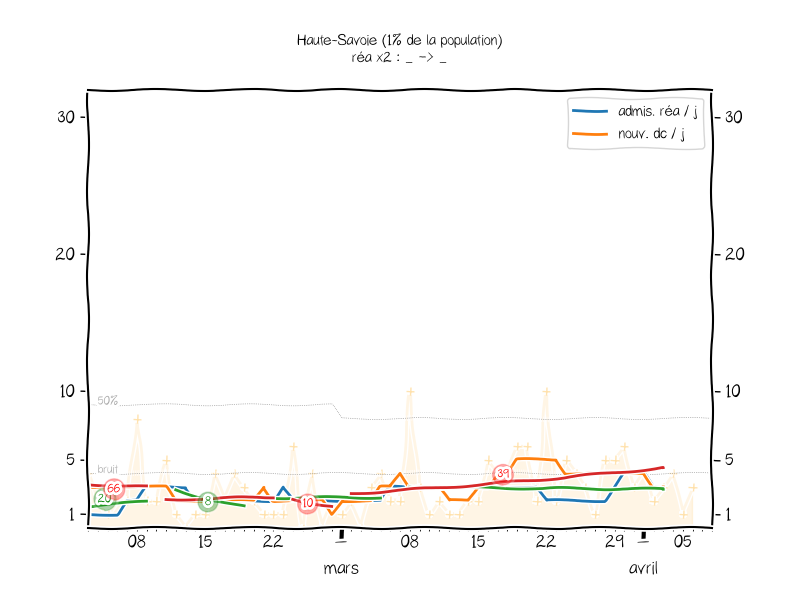 Haute-Savoie (1% de la population)
réa x2 : _ -> _
admis. réa / j
nouv. dc / j
30 30
20 20
10 10
50%
5 5
bruit
39
66
20
8
10
1 1
08 15 22 1 08 15 22 29 1 05
mars avril